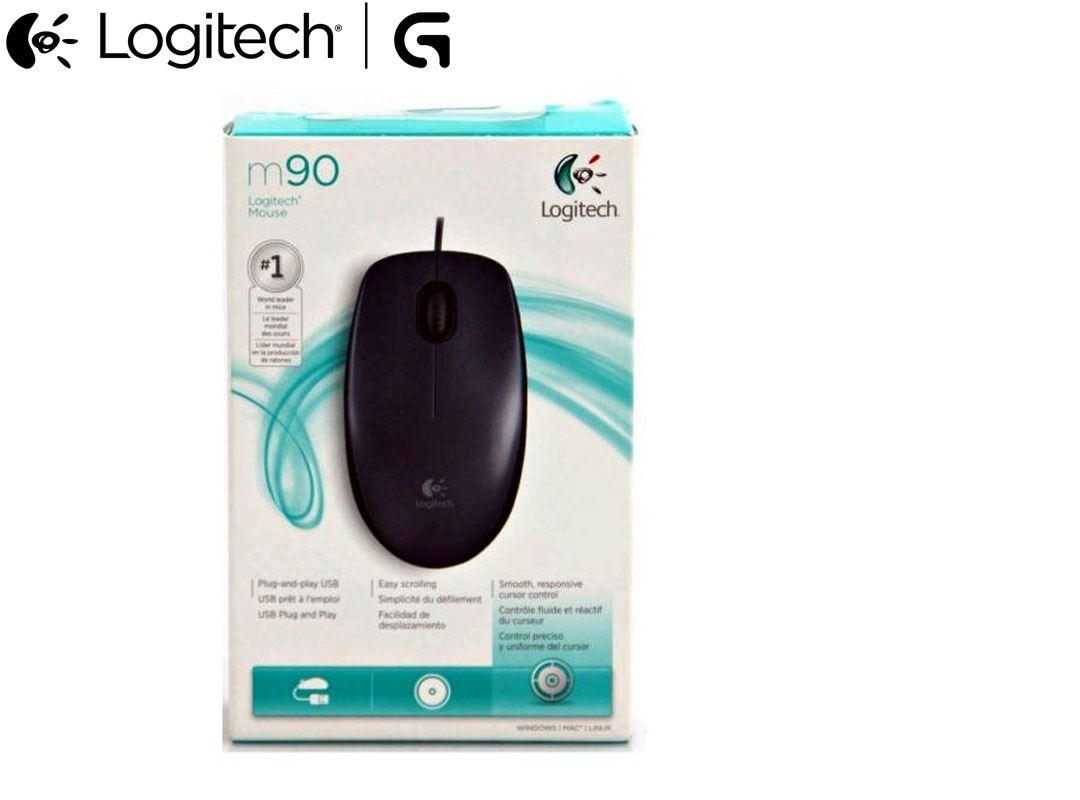 Logitech®
m90
Logitech®
Mouse
Logitech
#1
World leader
in mice
Le leader
mondial
des souris
Líder mundial
en la producción
de ratones
Logitech
Plug-and-play USB
USB prêt à l'emploi
USB Plug and Play
Easy scrolling
Simplicité du défilement
Facilidad de
desplazamiento
Smooth, responsive
cursor control
Contrôle fluide et réactif
du curseur
Control preciso
y uniforme del cursor
WINDOWS | MAC® | LINUX